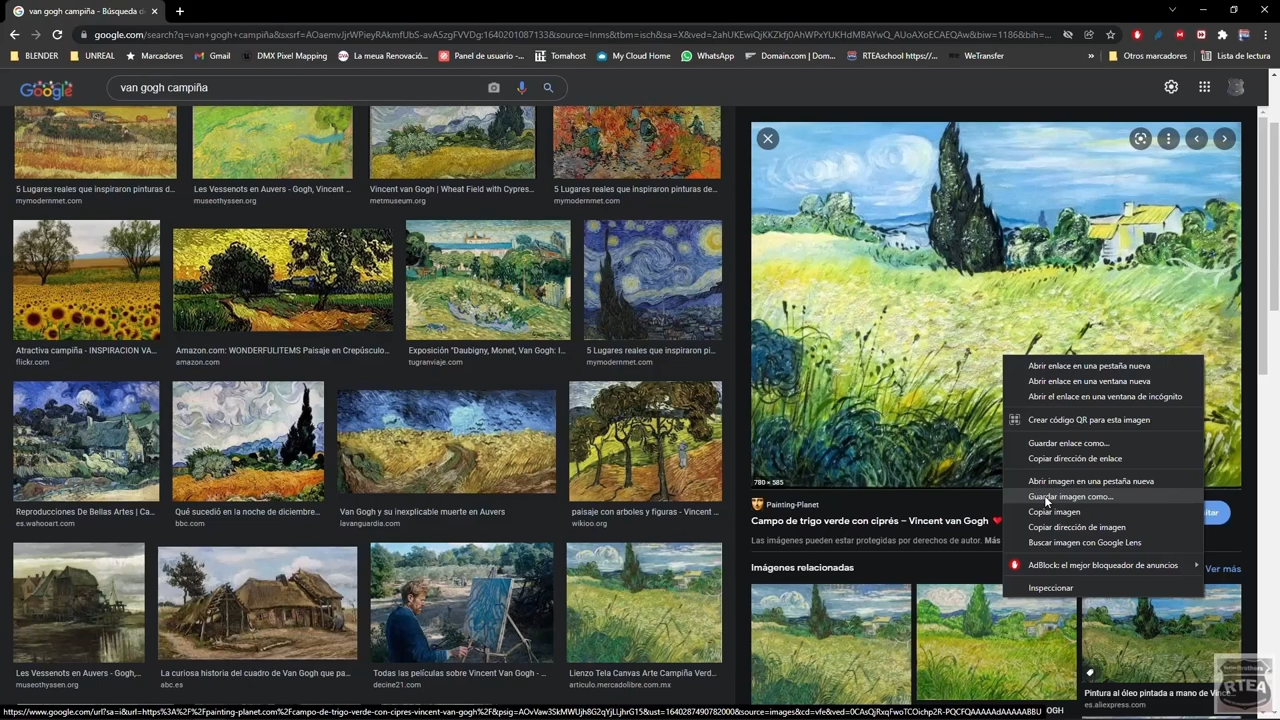 van gogh campiña - Búsqueda d
google.com/search?q=van+gogh+campiña&sxsrf=
BLENDER
UNREAL
Marcadores
La maleta Roja
DMX Pixel Mapping
La Renaissance Mou...
Panel de usuario -...
Tomahost
My Cloud Home
WhatsApp
Domain.com | Dom...
RTEAschool https://...
WeTransfer
»
Otros marcadores
Lista de lectura
Google
van gogh campiña
5 Lugares reales que inspiraron pinturas d...
mymodernmet.com
Les Vessenots en Auvers - Gogh, Vincent ...
museothyssen.org
Vincent van Gogh | Wheat Field with Cypres...
metmuseum.org
5 Lugares reales que inspiraron pinturas de...
mymodernmet.com
Atractiva campiña - INSPIRACION VA...
flickr.com
Amazon.com: WONDERFULITEMS Paisaje en Crepúsculo...
amazon.com
Exposición "Daubigny, Monet, Van Gogh: I...
tugranviaje.com
5 Lugares reales que inspiraron pi...
mymodernmet.com
Reproducciones De Bellas Artes | Ca...
es.wahooart.com
Qué sucedió en la noche de diciembre...
bbc.com
Van Gogh y su inexplicable muerte en Auvers
lavanguardia.com
paisaje con arboles y figuras - Vincent ...
wikioo.org
Les Vessenots en Auvers - Gogh, ...
museothyssen.org
La curiosa historia del cuadro de Van Gogh que pasa...
abc.es
Todas las películas sobre Vincent Van Gogh - ...
decine21.com
Lienzo Tela Canvas Arte Campiña Verd...
articulo.mercadolibre.com.mx
780 × 585
Painting-Planet
Campo de trigo verde con ciprés – Vincent van Gogh
Las imágenes pueden estar protegidas por derechos de autor. Más
itar
Imágenes relacionadas
Ver más
Abrir enlace en una pestaña nueva
Abrir enlace en una ventana nueva
Abrir el enlace en una ventana de incógnito
Crear código QR para esta imagen
Guardar enlace como...
Copiar dirección de enlace
Abrir imagen en una pestaña nueva
Guardar imagen como...
Copiar imagen
Copiar dirección de imagen
Buscar imagen con Google Lens
AdBlock: el mejor bloqueador de anuncios
Inspeccionar
Pintura al óleo pintada a mano de Vince...
es.aliexpress.com
OGH
RTEA